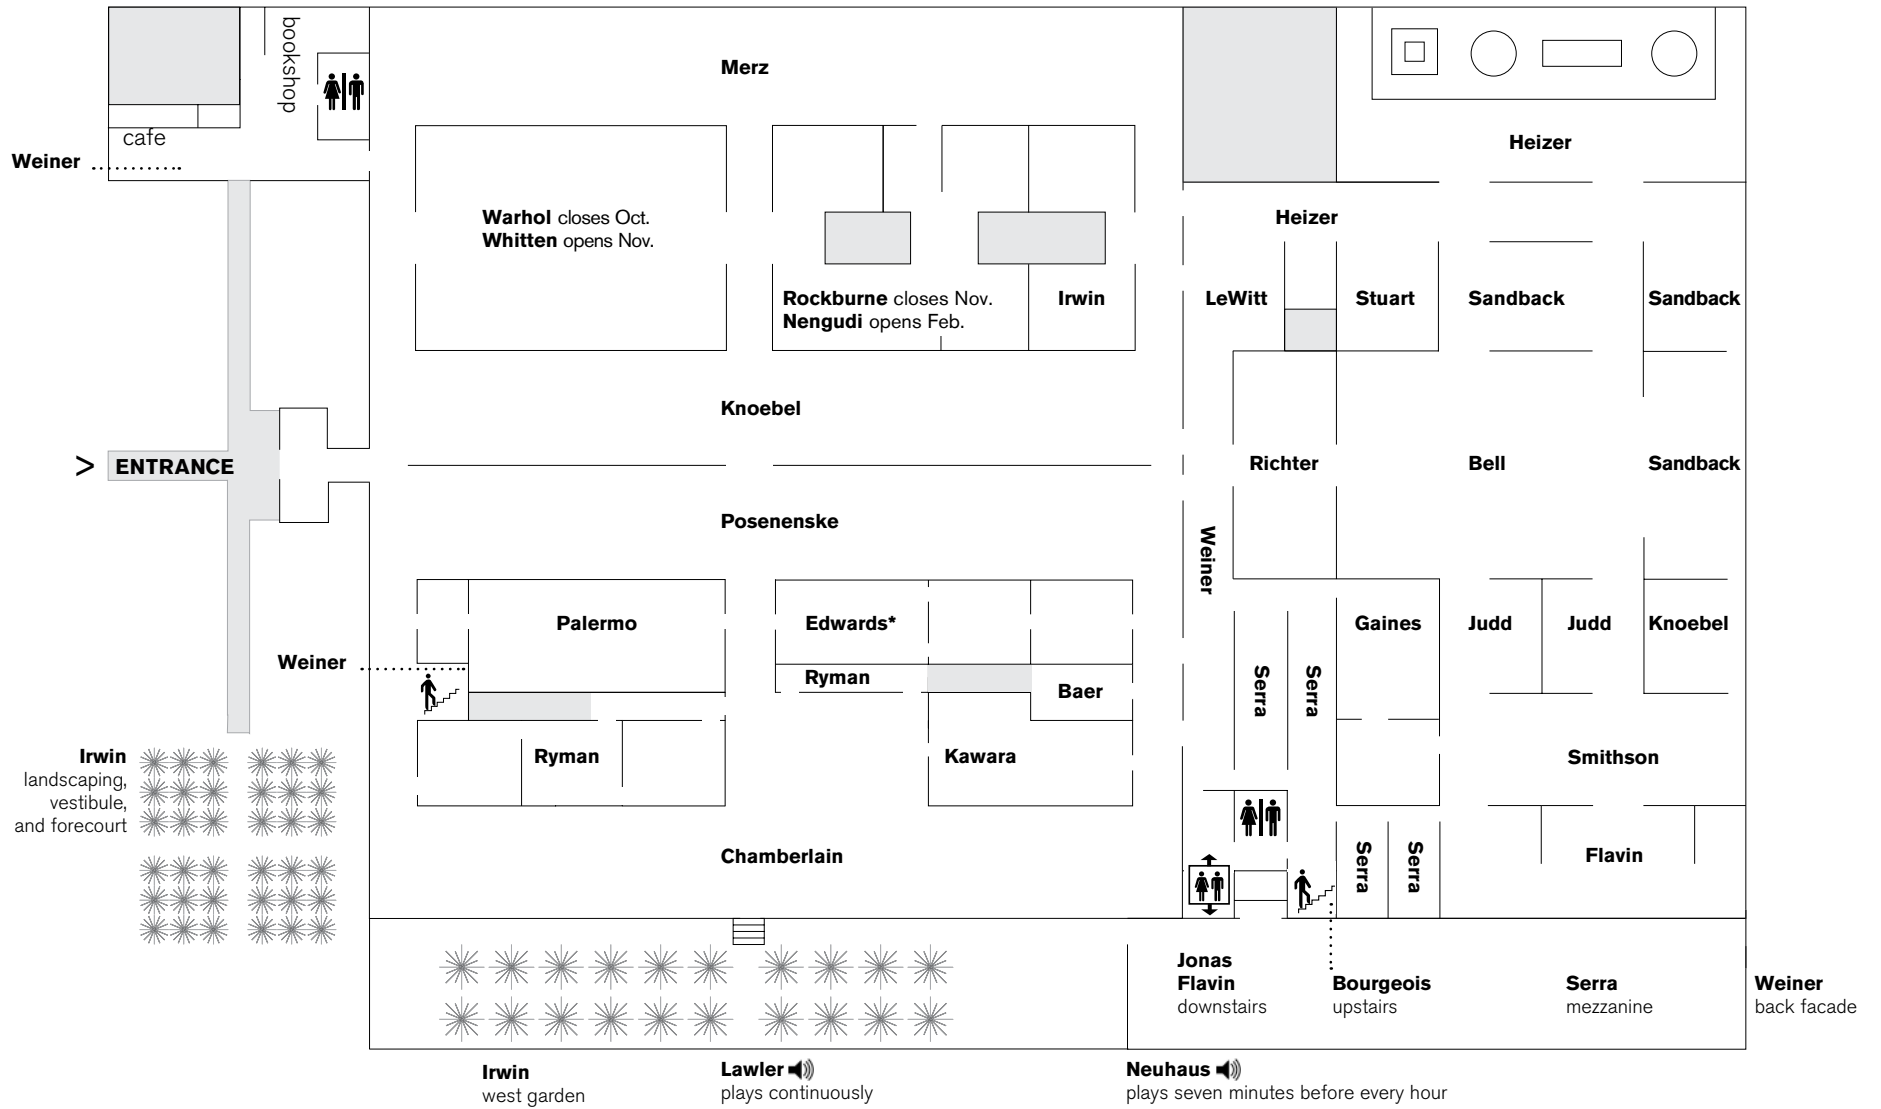 bookshop
Merz
cafe
Weiner
Heizer
Warhol closes Oct.
Whitten opens Nov.
Heizer
Rockburne closes Nov.
Nengudi opens Feb.
Irwin
LeWitt
Stuart
Sandback
Sandback
Knoebel
> ENTRANCE
Richter
Bell
Sandback
Posenenske
Weiner
Palermo
Edwards*
Gaines
Judd
Judd
Knoebel
Weiner
Ryman
Baer
Serra
Serra
Irwin
landscaping,
vestibule,
and forecourt
Ryman
Kawara
Smithson
Chamberlain
Serra
Serra
Flavin
Jonas
Flavin
downstairs
Bourgeois
upstairs
Serra
mezzanine
Weiner
back facade
Irwin
west garden
Lawler
plays continuously
Neuhaus
plays seven minutes before every hour